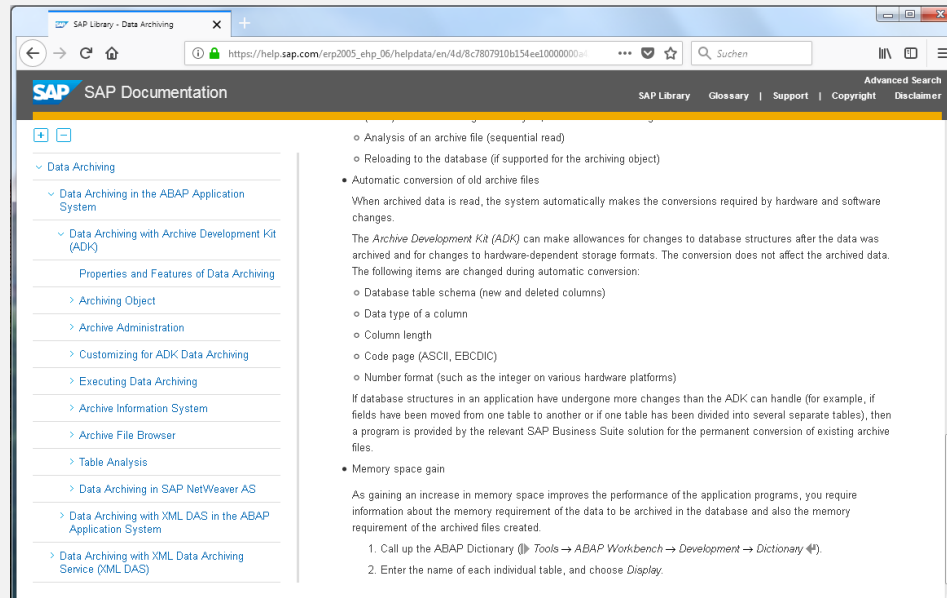 SAP Library - Data Archiving
https://help.sap.com/erp2005_ehp_06/helpdata/en/4d/8c7807910b154ee10000000a
Suchen
SAP SAP Documentation
Advanced Search
SAP Library Glossary | Support | Copyright Disclaimer
Data Archiving
Data Archiving in the ABAP Application
System
Data Archiving with Archive Development Kit
(ADK)
Properties and Features of Data Archiving
Archiving Object
Archive Administration
Customizing for ADK Data Archiving
Executing Data Archiving
Archive Information System
Archive File Browser
Table Analysis
Data Archiving in SAP NetWeaver AS
Data Archiving with XML DAS in the ABAP
Application System
Data Archiving with XML Data Archiving
Service (XML DAS)
Analysis of an archive file (sequential read)
Reloading to the database (if supported for the archiving object)
Automatic conversion of old archive files
When archived data is read, the system automatically makes the conversions required by hardware and software
changes.
The Archive Development Kit (ADK) can make allowances for changes to database structures after the data was
archived and for changes to hardware-dependent storage formats. The conversion does not affect the archived data.
The following items are changed during automatic conversion:
Database table schema (new and deleted columns)
Data type of a column
Column length
Code page (ASCII, EBCDIC)
Number format (such as the integer on various hardware platforms)
If database structures in an application have undergone more changes than the ADK can handle (for example, if
fields have been moved from one table to another or if one table has been divided into several separate tables), then
a program is provided by the relevant SAP Business Suite solution for the permanent conversion of existing archive
files.
Memory space gain
As gaining an increase in memory space improves the performance of the application programs, you require
information about the memory requirement of the data to be archived in the database and also the memory
requirement of the archived files created.
1. Call up the ABAP Dictionary (Tools → ABAP Workbench → Development → Dictionary).
2. Enter the name of each individual table, and choose Display.